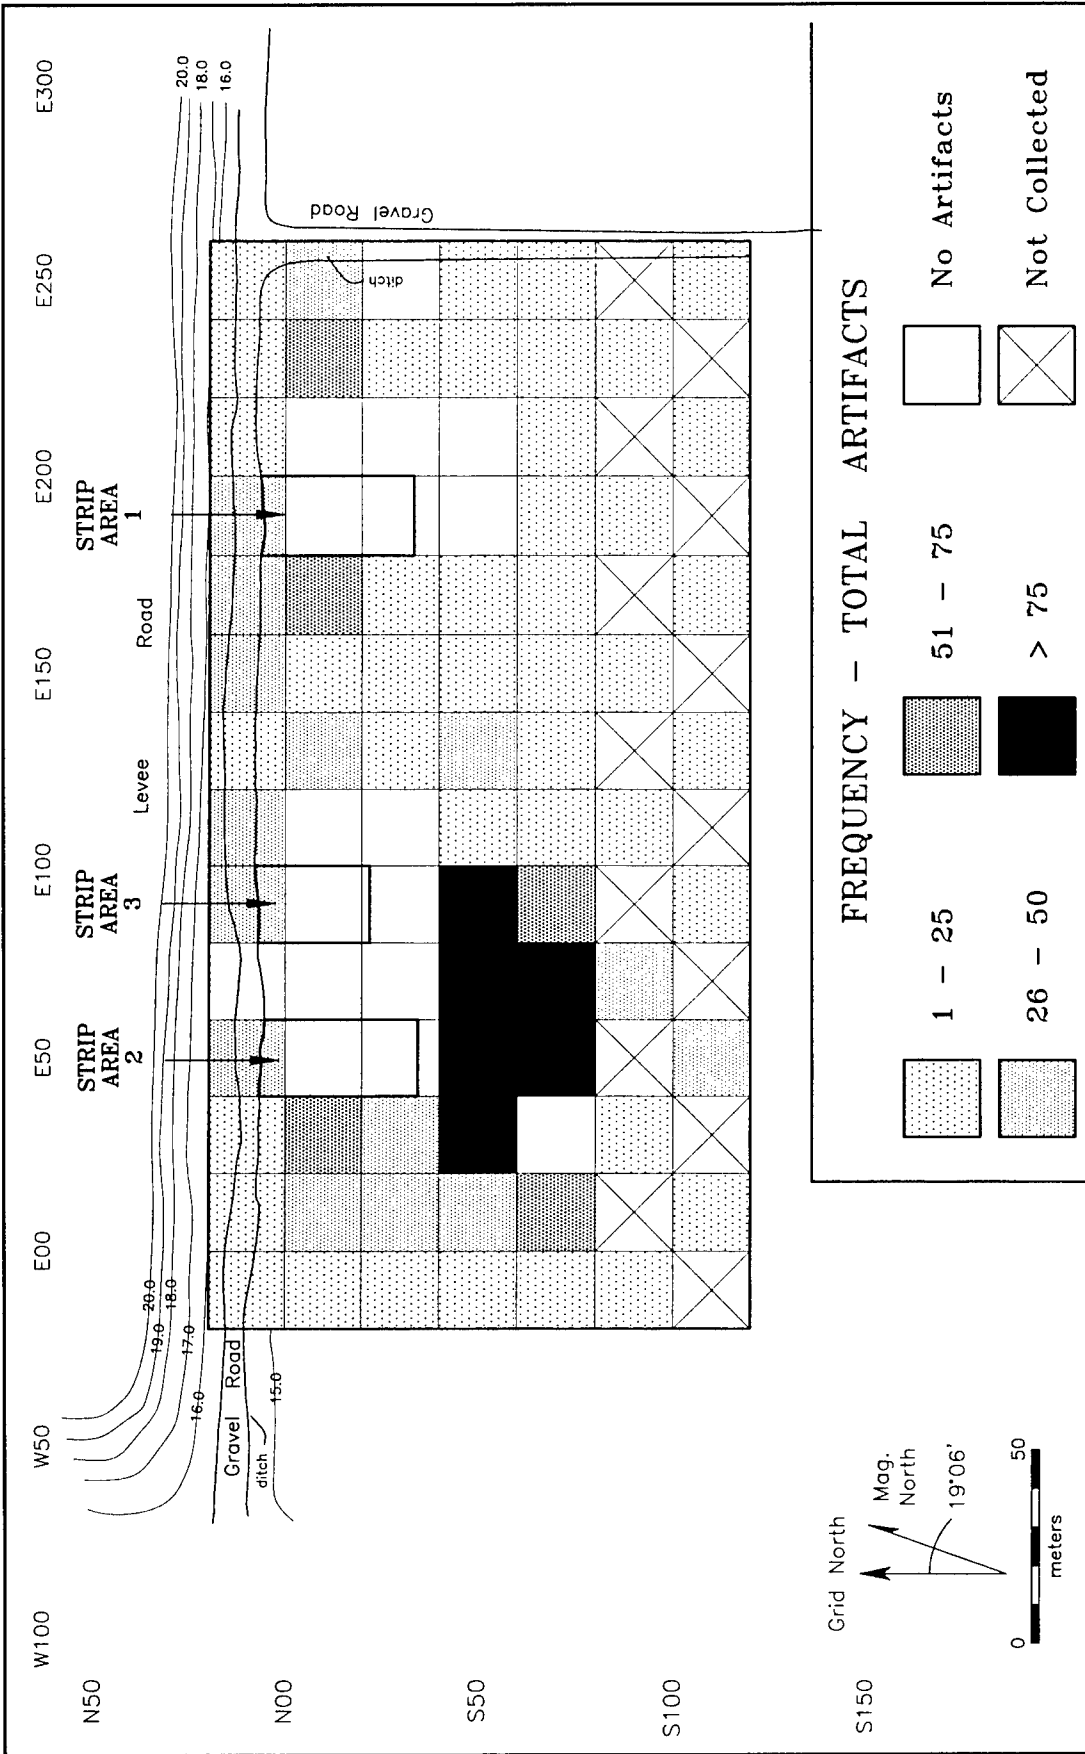 W100
W50
E00
E50
E100
E150
E200
E250
E300
N50
N00
S50
S100
S150
STRIP
AREA
2
STRIP
AREA
3
STRIP
AREA
1
Levee Road
20.0
19.0
18.0
17.0
16.0
15.0
20.0
18.0
16.0
Gravel Road
ditch
ditch
Gravel Road
Grid North
Mag.
North
19°06'
0 50
meters
FREQUENCY – TOTAL ARTIFACTS
1 – 25
51 – 75
No Artifacts
26 – 50
> 75
Not Collected